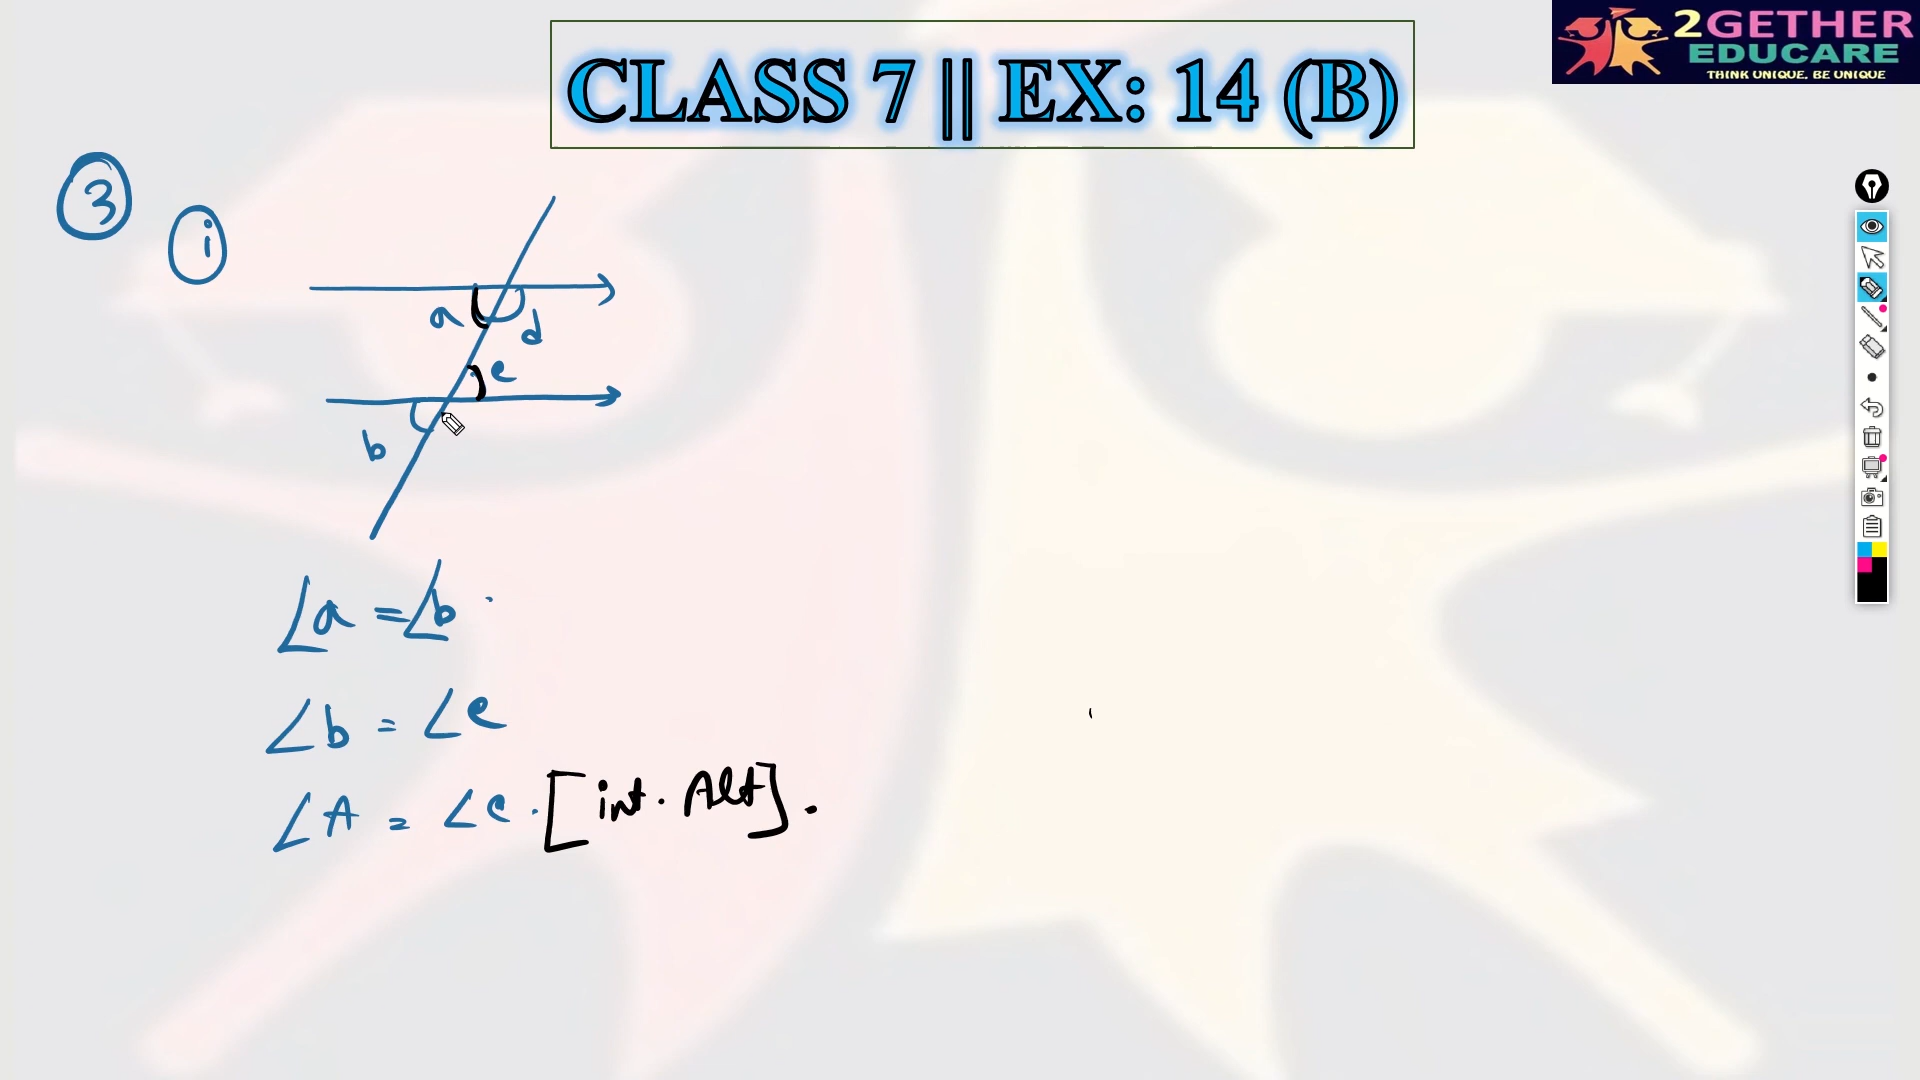 CLASS 7 || EX: 14 (B)
2GETHER
EDUCARE
THINK UNIQUE, BE UNIQUE
3
i
a
d
e
b
∠a = ∠b .
∠b = ∠e
∠A = ∠e . [int. Alt] .